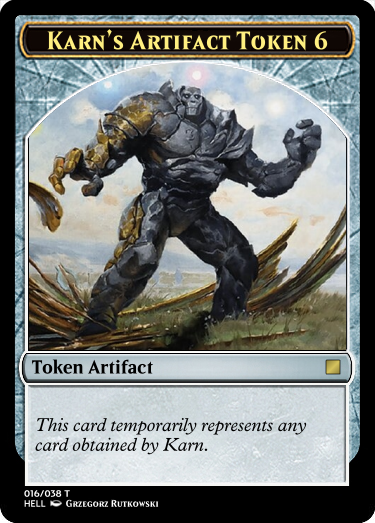 Karn's Artifact Token 6
Token Artifact
This card temporarily represents any
card obtained by Karn.
016/038 T
HELL Grzegorz Rutkowski